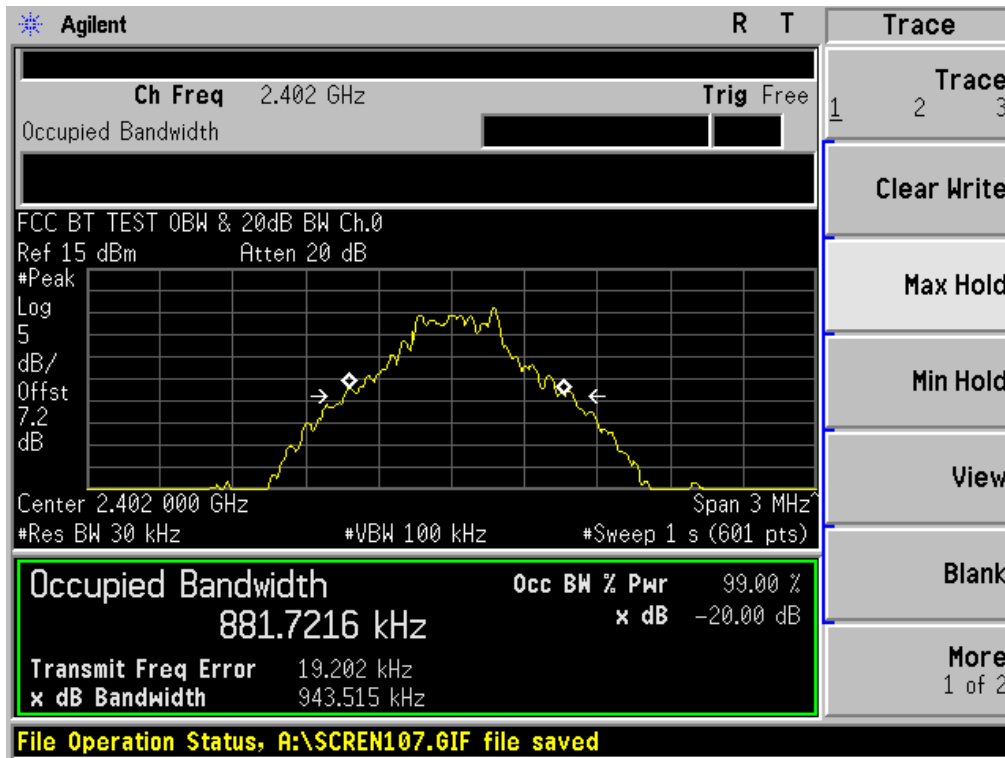 Agilent R T Trace
Ch Freq 2.402 GHz Trig Free
Occupied Bandwidth
Trace
1 2 3
Clear Write
Max Hold
Min Hold
View
Blank
More
1 of 2
FCC BT TEST OBW & 20dB BW Ch.0
Ref 15 dBm Atten 20 dB
#Peak
Log
5
dB/
Offst
7.2
dB
Center 2.402 000 GHz Span 3 MHz^
#Res BW 30 kHz #VBW 100 kHz #Sweep 1 s (601 pts)
Occupied Bandwidth
881.7216 kHz
Occ BW % Pwr 99.00 %
x dB -20.00 dB
Transmit Freq Error 19.202 kHz
x dB Bandwidth 943.515 kHz
File Operation Status, A:\SCREN107.GIF file saved